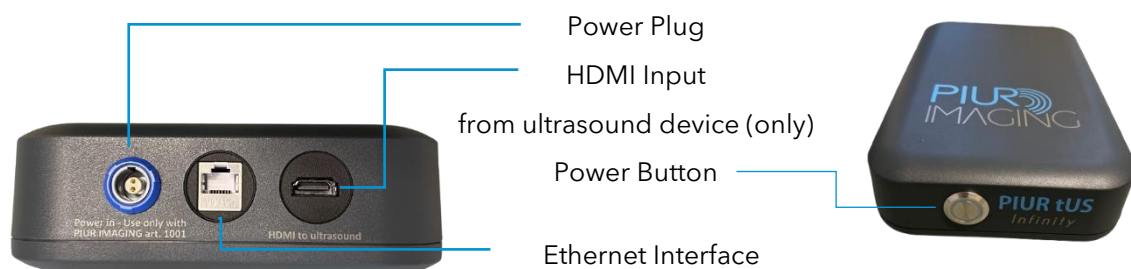 Power Plug
HDMI Input
from ultrasound device (only)
Power Button
Ethernet Interface
Power in - Use only with
PIUR IMAGING art. 1001
HDMI to ultrasound
PIUR
IMAGING
PIUR tUS
Infinity